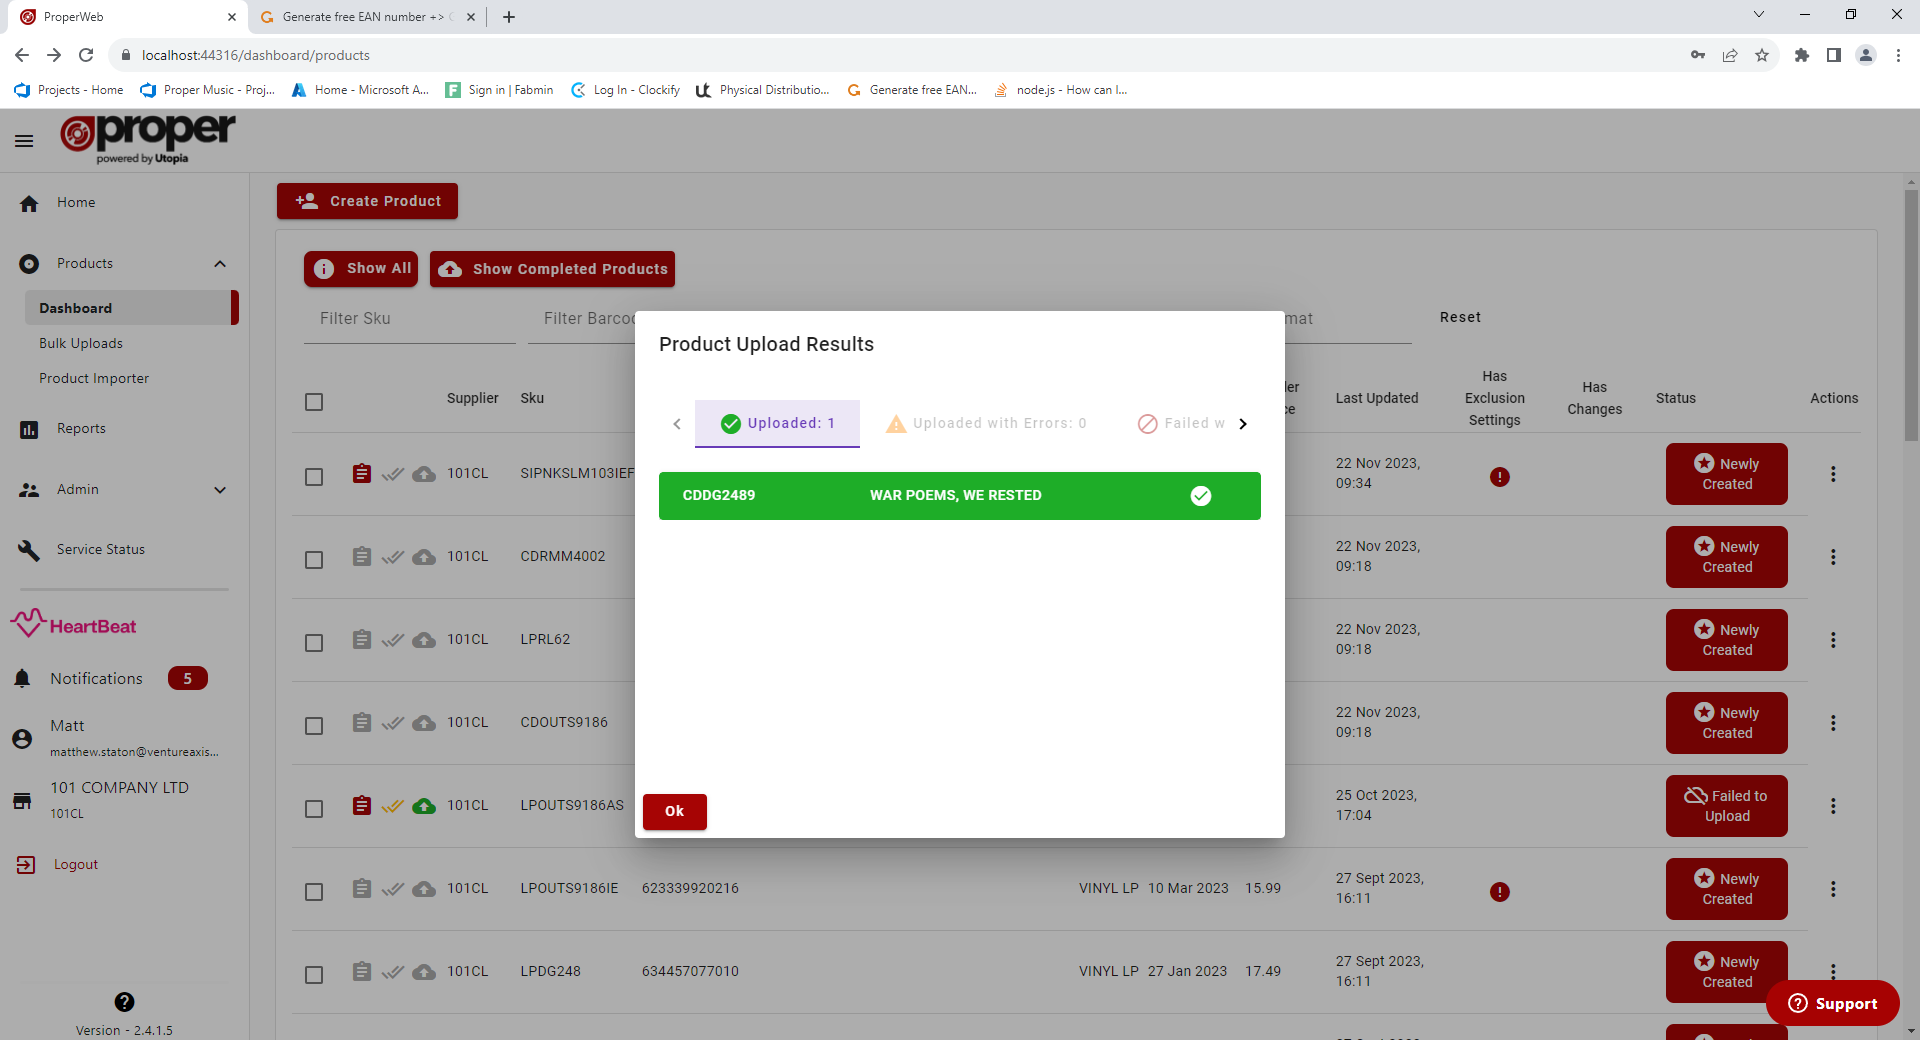 ProperWeb
Generate free EAN number +>
localhost:44316/dashboard/products
Projects - Home
Proper Music - Proj...
Home - Microsoft A...
Sign in | Fabmin
Log In - Clockify
Physical Distributio...
Generate free EAN...
node.js - How can I...
proper
powered by Utopia
Home
Products
Dashboard
Bulk Uploads
Product Importer
Reports
Admin
Service Status
HeartBeat
Notifications 5
Matt
matthew.staton@ventureaxis...
101 COMPANY LTD
101CL
Logout
Version - 2.4.1.5
Create Product
Show All
Show Completed Products
Filter Sku
Filter Barco
mat
Reset
Supplier
Sku
Last Updated
Has
Exclusion
Settings
Has
Changes
Status
Actions
101CL SIPNKSLM103IEF
22 Nov 2023,
09:34
Newly
Created
101CL CDRMM4002
22 Nov 2023,
09:18
Newly
Created
101CL LPRL62
22 Nov 2023,
09:18
Newly
Created
101CL CDOUTS9186
22 Nov 2023,
09:18
Newly
Created
101CL LPOUTS9186AS
25 Oct 2023,
17:04
Failed to
Upload
101CL LPOUTS9186IE 623339920216 VINYL LP 10 Mar 2023 15.99
27 Sept 2023,
16:11
Newly
Created
101CL LPDG248 634457077010 VINYL LP 27 Jan 2023 17.49
27 Sept 2023,
16:11
Newly
Created
Product Upload Results
Uploaded: 1
Uploaded with Errors: 0
Failed w
CDDG2489 WAR POEMS, WE RESTED
Ok
Support